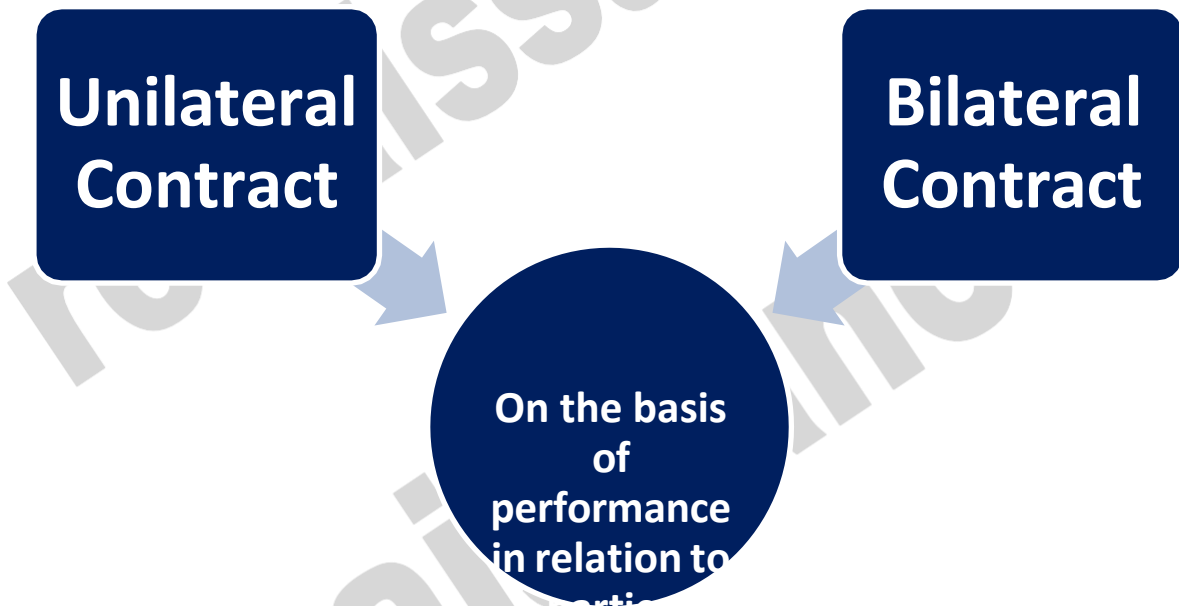 Unilateral
Contract
Bilateral
Contract
On the basis
of
performance
in relation to